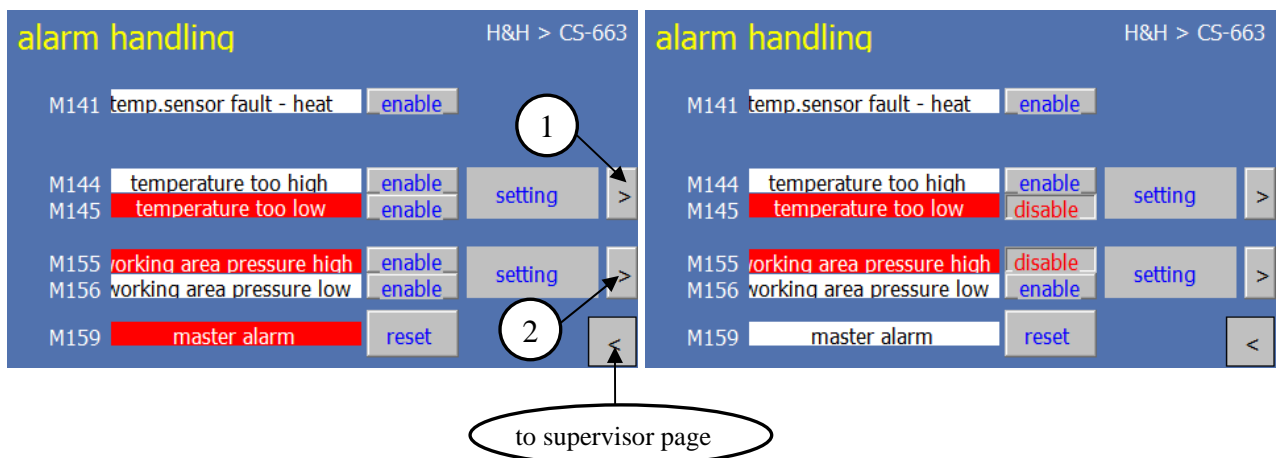 alarm handling H&H > CS-663
M141 temp.sensor fault - heat enable
1
M144 temperature too high enable
setting >
M145 temperature too low enable
M155 working area pressure high enable
setting >
M156 working area pressure low enable
2
M159 master alarm reset
<
alarm handling H&H > CS-663
M141 temp.sensor fault - heat enable
M144 temperature too high enable
setting >
M145 temperature too low disable
M155 working area pressure high disable
setting >
M156 working area pressure low enable
M159 master alarm reset
<
to supervisor page